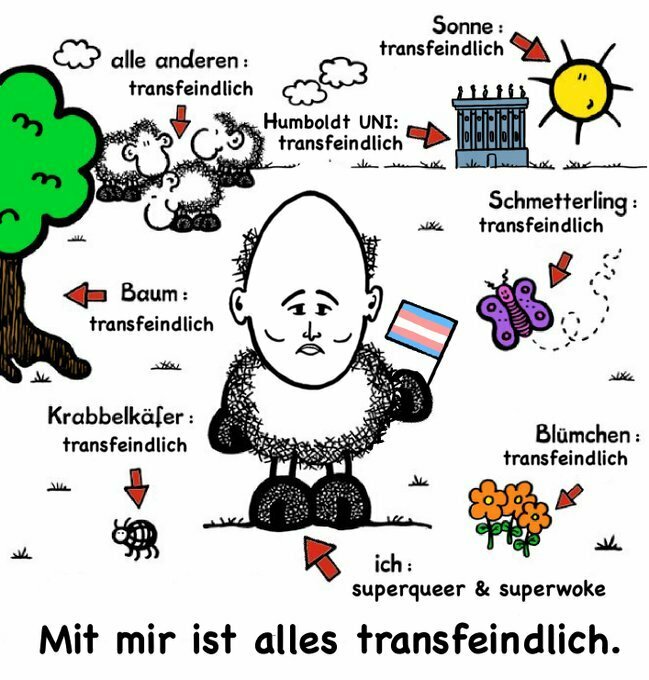 Sonne:
transfeindlich
alle anderen:
transfeindlich
Humboldt UNI:
transfeindlich
Schmetterling:
transfeindlich
Baum:
transfeindlich
Krabbelkäfer:
transfeindlich
Blümchen:
transfeindlich
ich:
superqueer & superwoke
Mit mir ist alles transfeindlich.